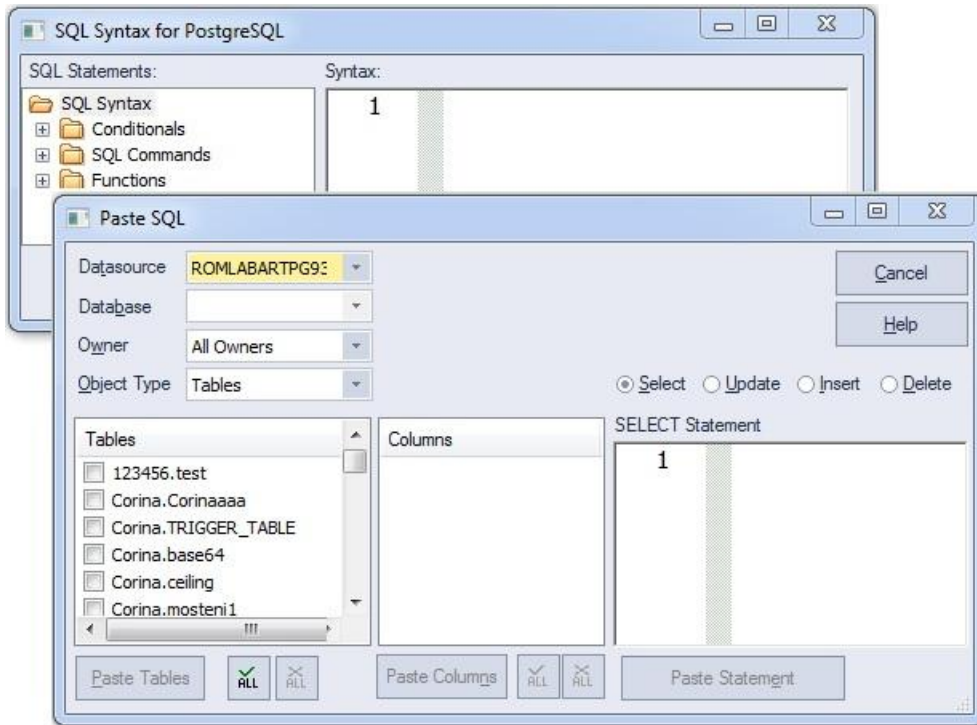 SQL Syntax for PostgreSQL
SQL Statements:
Syntax:
SQL Syntax
Conditionals
SQL Commands
Functions
1
Paste SQL
Datasource ROMLABARTPG93
Cancel
Database
Help
Owner All Owners
Object Type Tables
Select Update Insert Delete
Tables
123456.test
Corina.Corinaaaa
Corina.TRIGGER_TABLE
Corina.base64
Corina.ceiling
Corina.mosteni1
Columns
SELECT Statement
1
Paste Tables
ALL
ALL
Paste Columns
ALL
ALL
Paste Statement